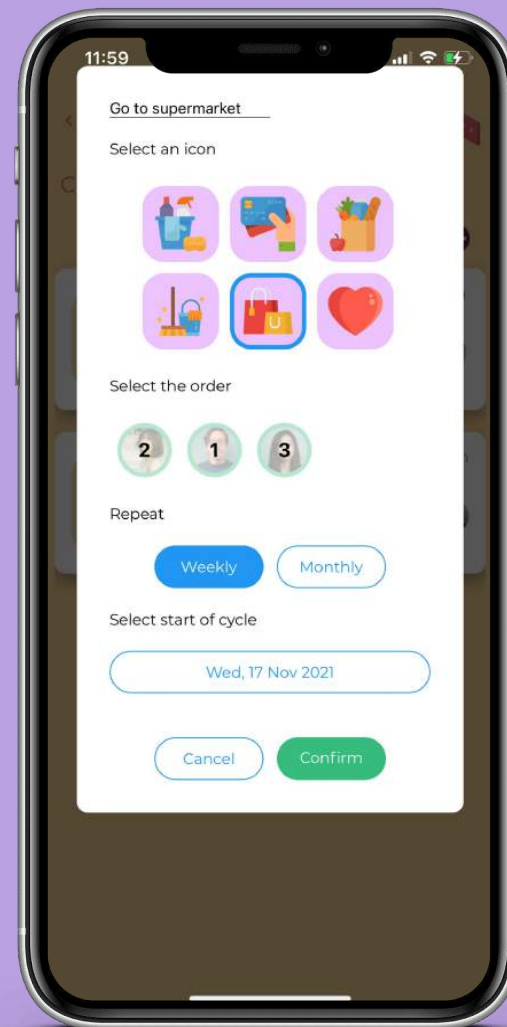 11:59
Go to supermarket
Select an icon
Select the order
2 1 3
Repeat
Weekly Monthly
Select start of cycle
Wed, 17 Nov 2021
Cancel Confirm